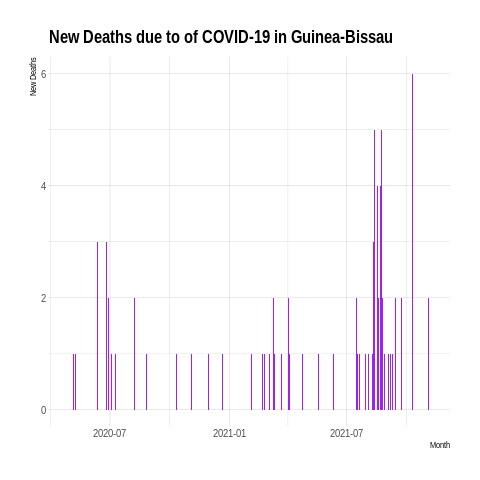 New Deaths due to of COVID-19 in Guinea-Bissau
New Deaths
6
4
2
0
2020-07
2021-01
2021-07
Month